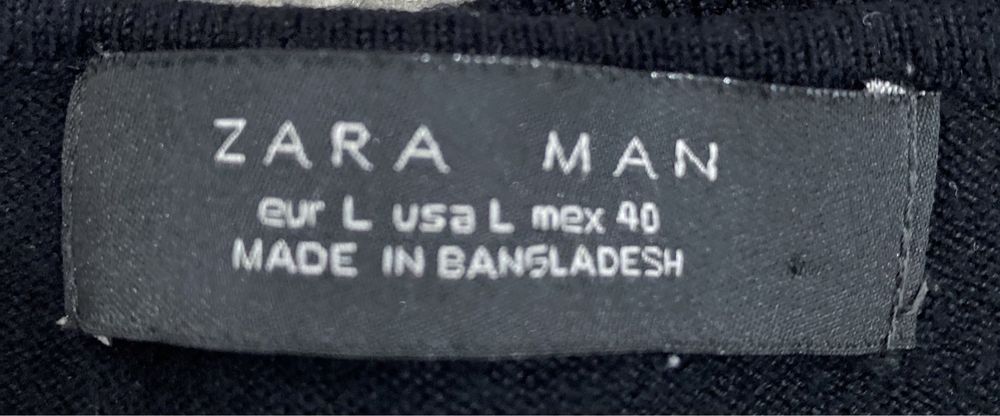 ZARA MAN
eur L usa L mex 40
MADE IN BANGLADESH